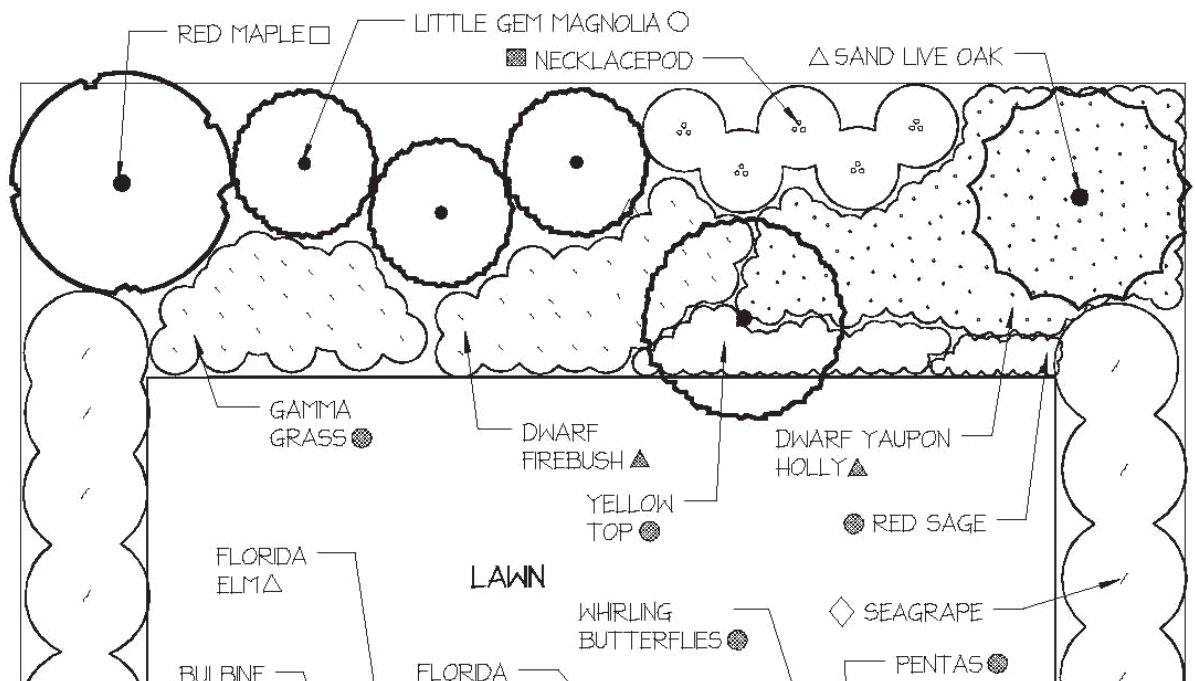 RED MAPLE
LITTLE GEM MAGNOLIA
NECKLACEPOD
SAND LIVE OAK
GAMMA
GRASS
DWARF
FIREBUSH
DWARF YAUPON
HOLLY
YELLOW
TOP
RED SAGE
FLORIDA
ELM
LAWN
WHIRLING
BUTTERFLIES
SEAGRAPE
BULBINE
FLORIDA
PENTAS